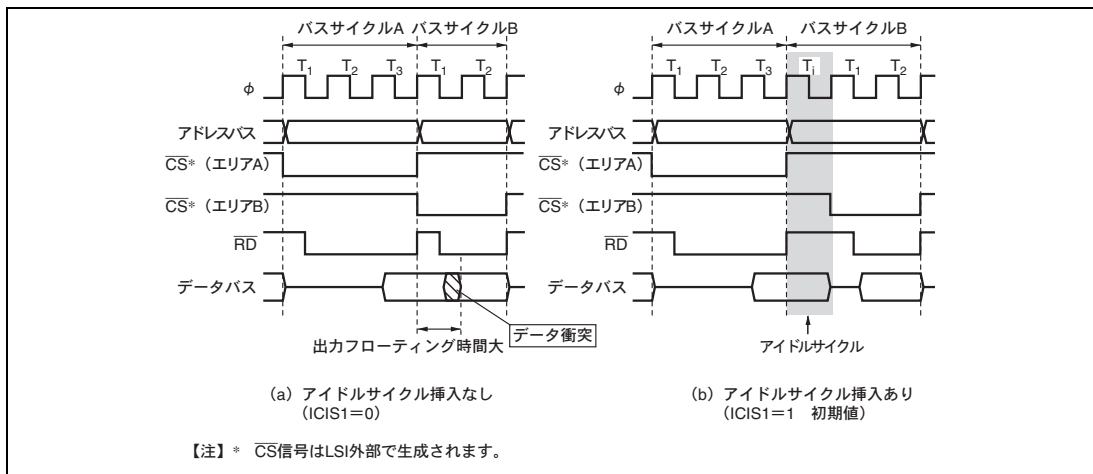 バスサイクルA バスサイクルB
T1 T2 T3 T1 T2
φ
アドレスバス
CS* (エリアA)
CS* (エリアB)
RD
データバス
データ衝突
出力フローティング時間大
(a) アイドルサイクル挿入なし
(ICIS1=0)
バスサイクルA バスサイクルB
T1 T2 T3 Ti T1 T2
φ
アドレスバス
CS* (エリアA)
CS* (エリアB)
RD
データバス
アイドルサイクル
(b) アイドルサイクル挿入あり
(ICIS1=1 初期値)
【注】* CS信号はLSI外部で生成されます。